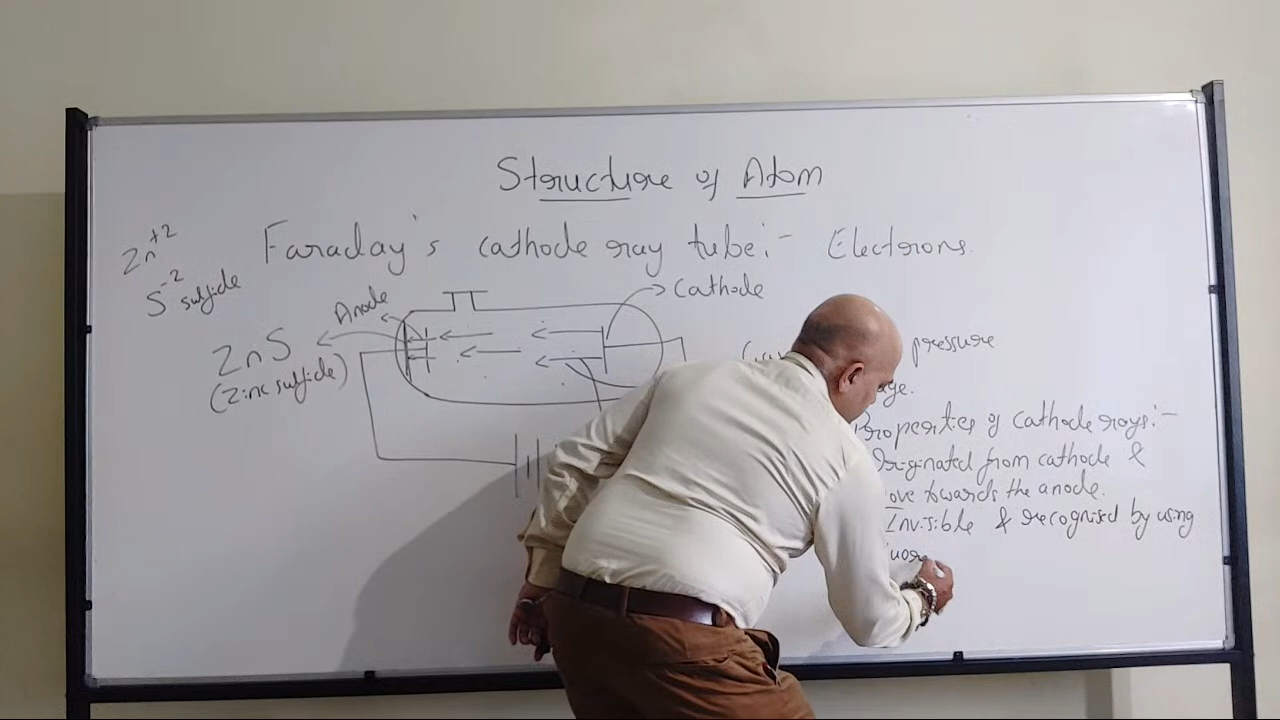 Structure of Atom
Faraday's cathode ray tube:- Electrons.
Zn+2
S-2 sulfide
Anode
Cathode
ZnS
(Zinc sulfide)
pressure
Properties of cathode rays:-
Originated from cathode &
towards the anode.
Invisible & recognised by using